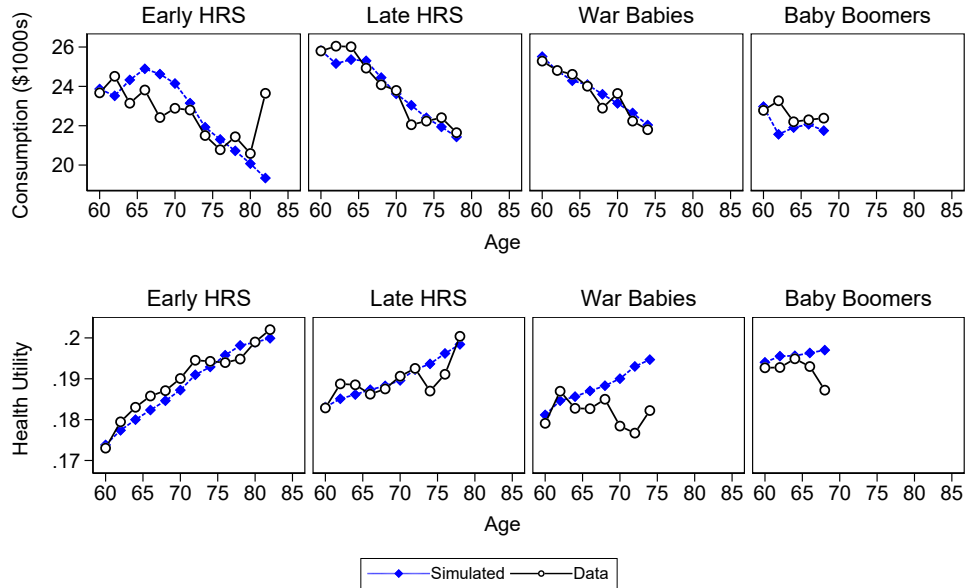 Early HRS Late HRS War Babies Baby Boomers
Consumption ($1000s)
26
24
22
20
60 65 70 75 80 85 60 65 70 75 80 85 60 65 70 75 80 85 60 65 70 75 80 85
Age
Early HRS Late HRS War Babies Baby Boomers
Health Utility
.2
.19
.18
.17
60 65 70 75 80 85 60 65 70 75 80 85 60 65 70 75 80 85 60 65 70 75 80 85
Age
Simulated Data